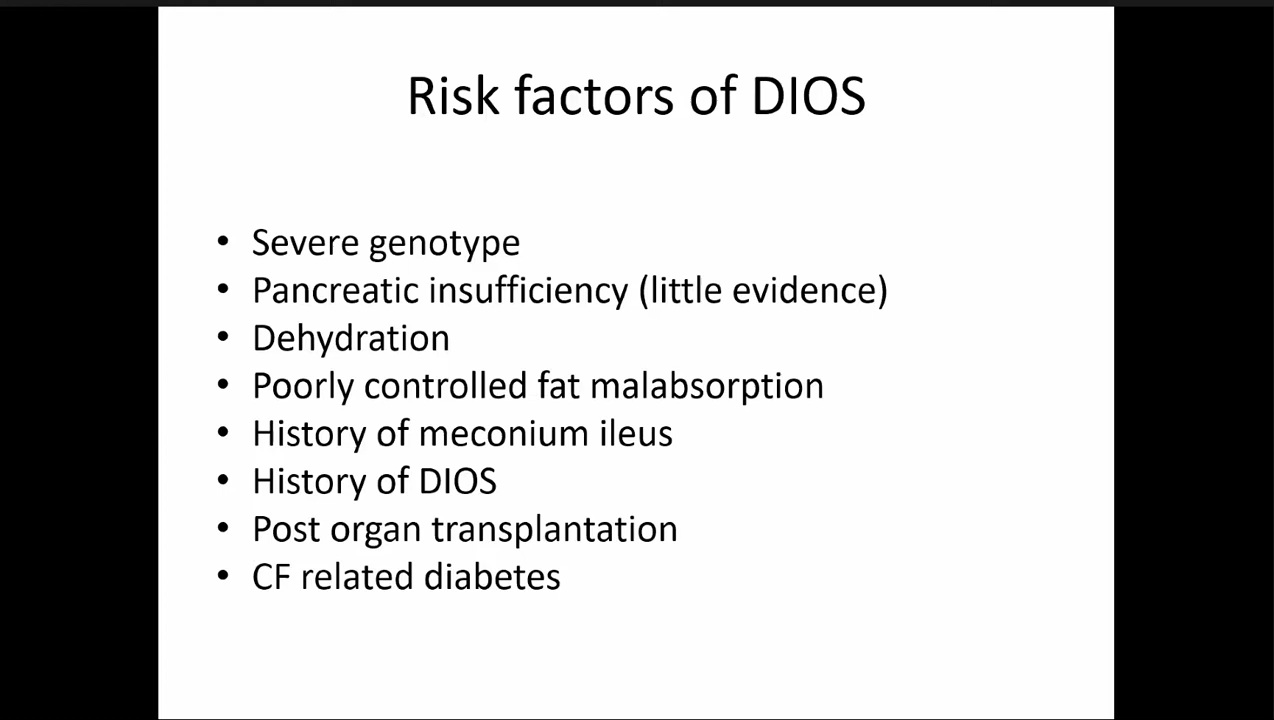 Risk factors of DIOS
• Severe genotype
• Pancreatic insufficiency (little evidence)
• Dehydration
• Poorly controlled fat malabsorption
• History of meconium ileus
• History of DIOS
• Post organ transplantation
• CF related diabetes